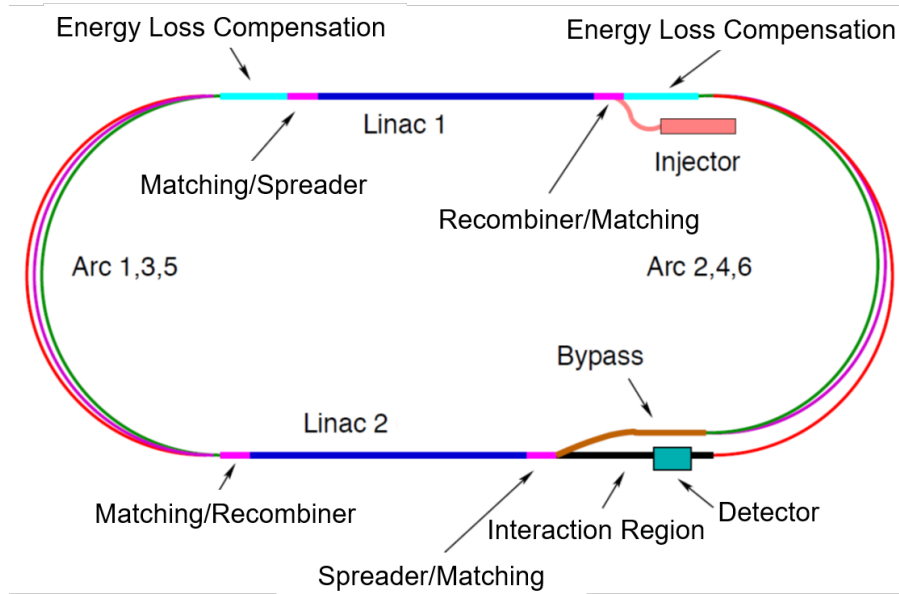 Energy Loss Compensation
Energy Loss Compensation
Linac 1
Injector
Matching/Spreader
Recombiner/Matching
Arc 1,3,5
Arc 2,4,6
Bypass
Linac 2
Matching/Recombiner
Interaction Region
Detector
Spreader/Matching